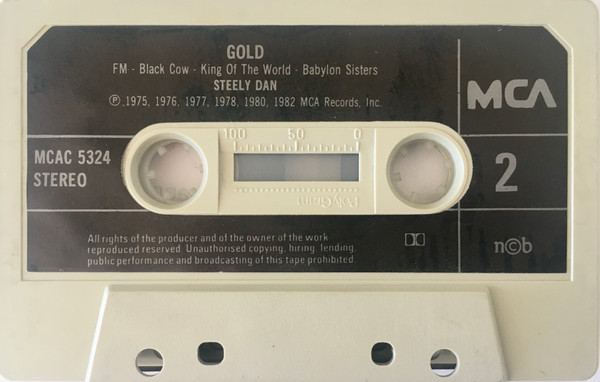 GOLD
FM - Black Cow - King Of The World - Babylon Sisters
STEELY DAN
Ⓟ 1975, 1976, 1977, 1978, 1980, 1982 MCA Records, Inc.
MCA
100 50 0
MCAC 5324
STEREO
2
PolyGram
All rights of the producer and of the owner of the work
reproduced reserved. Unauthorised copying, hiring, lending,
public performance and broadcasting of this tape prohibited.
n©b